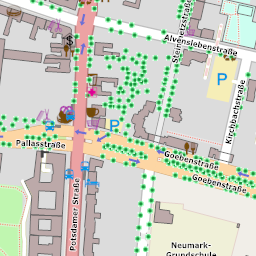 Alvenslebenstraße
Steinmetzstraße
P
Kirchbachstraße
P
Pallasstraße
Goebenstraße
Goebenstraße
Potsdamer Straße
Neumark-
Grundschule